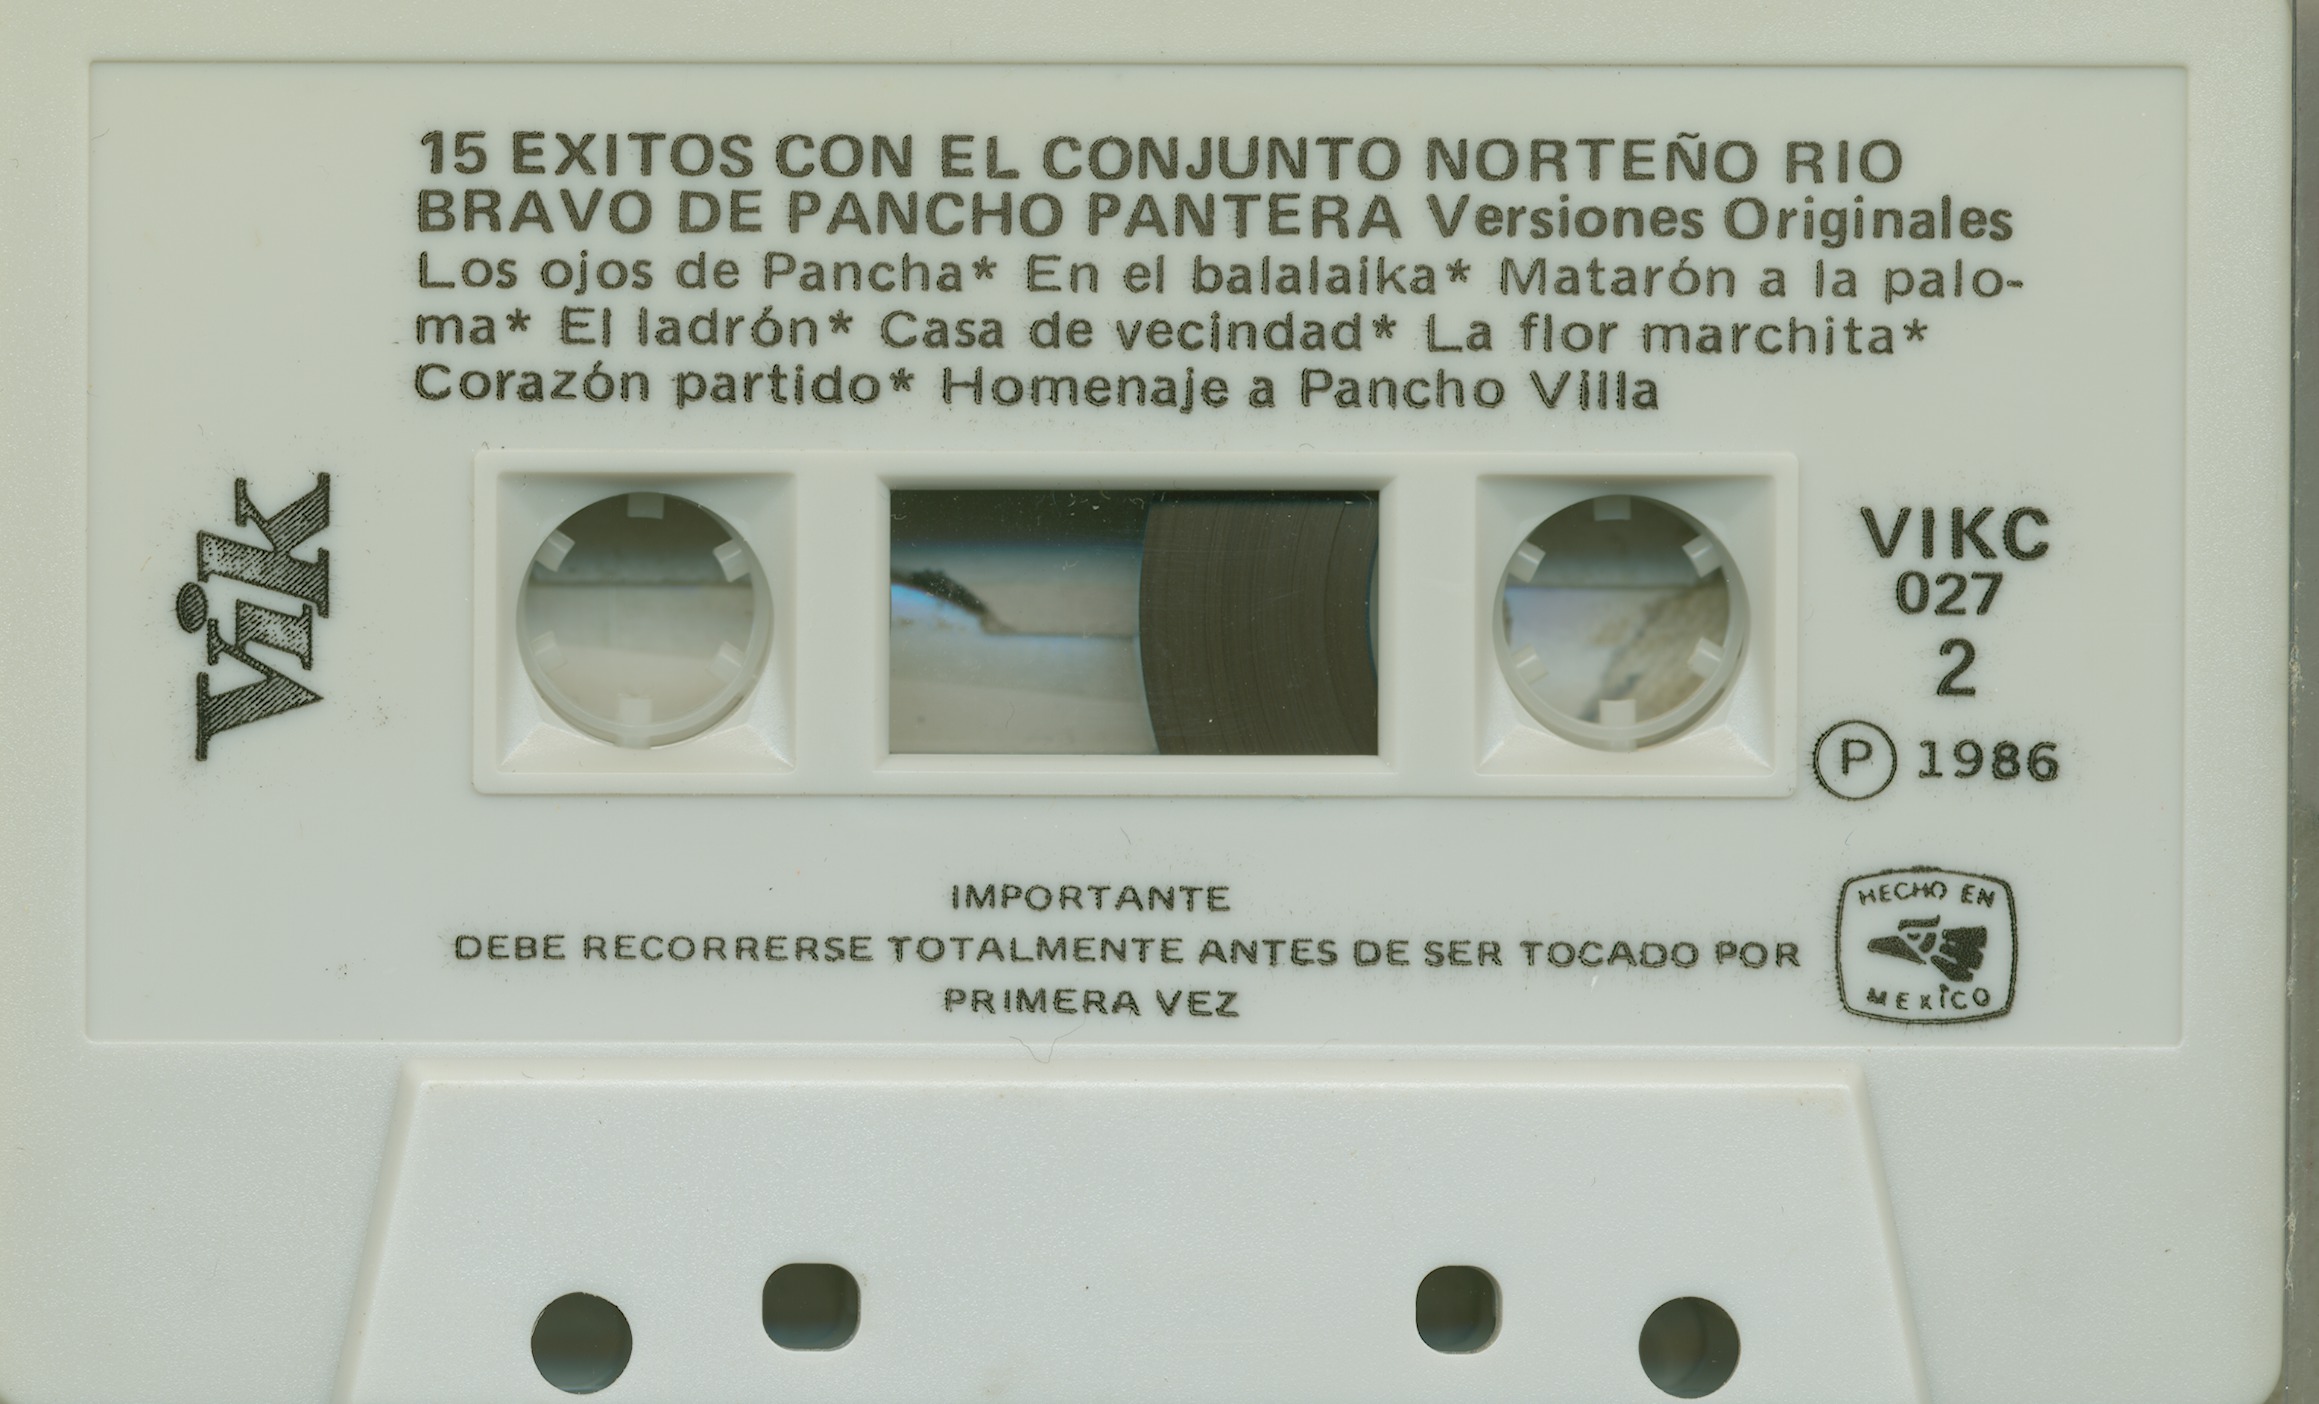 15 EXITOS CON EL CONJUNTO NORTEÑO RIO
BRAVO DE PANCHO PANTERA Versiones Originales
Los ojos de Pancha* En el balalaika* Matarón a la palo-
ma* El ladrón* Casa de vecindad* La flor marchita*
Corazón partido* Homenaje a Pancho Villa
vik
VIKC
027
2
Ⓟ 1986
IMPORTANTE
DEBE RECORRERSE TOTALMENTE ANTES DE SER TOCADO POR
PRIMERA VEZ
HECHO EN
MEXICO